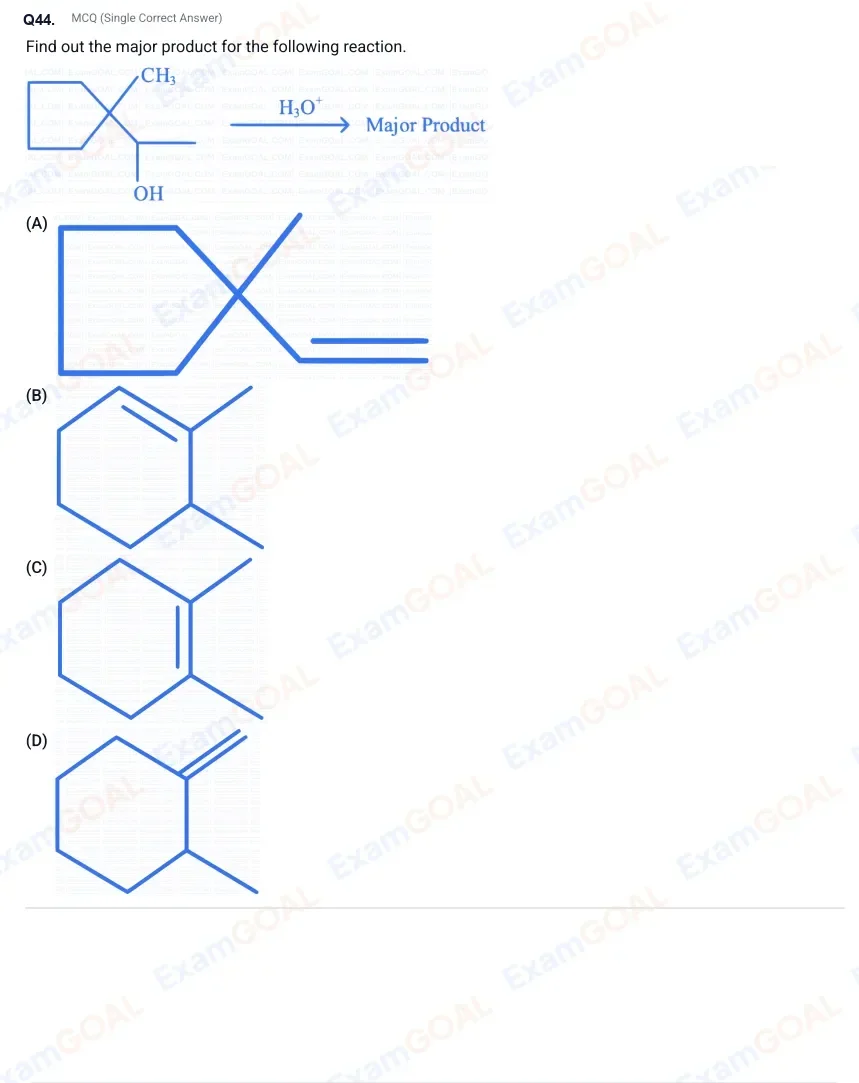 Q44. MCQ (Single Correct Answer)
Find out the major product for the following reaction.
CH₃
H₃O⁺
Major Product
OH
(A)
(B)
(C)
(D)
ExamGOAL